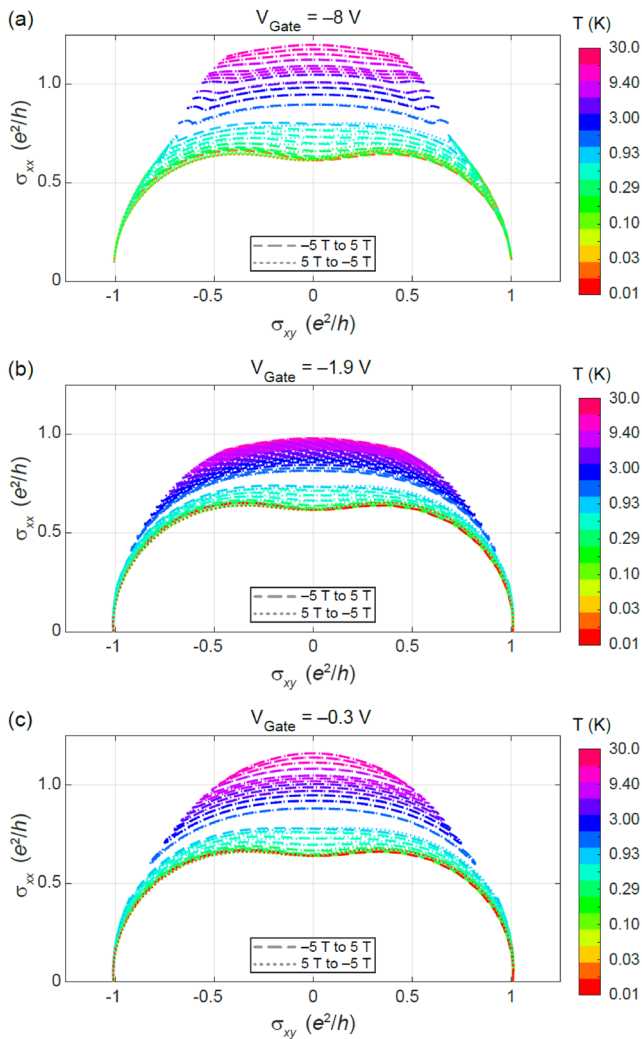 (a)
V_Gate = –8 V
T (K)
σ_xx (e²/h)
1.0
0.5
0
-1
-0.5
0
0.5
1
σ_xy (e²/h)
–5 T to 5 T
5 T to –5 T
30.0
9.40
3.00
0.93
0.29
0.10
0.03
0.01
(b)
V_Gate = –1.9 V
T (K)
σ_xx (e²/h)
1.0
0.5
0
-1
-0.5
0
0.5
1
σ_xy (e²/h)
–5 T to 5 T
5 T to –5 T
30.0
9.40
3.00
0.93
0.29
0.10
0.03
0.01
(c)
V_Gate = –0.3 V
T (K)
σ_xx (e²/h)
1.0
0.5
0
-1
-0.5
0
0.5
1
σ_xy (e²/h)
–5 T to 5 T
5 T to –5 T
30.0
9.40
3.00
0.93
0.29
0.10
0.03
0.01